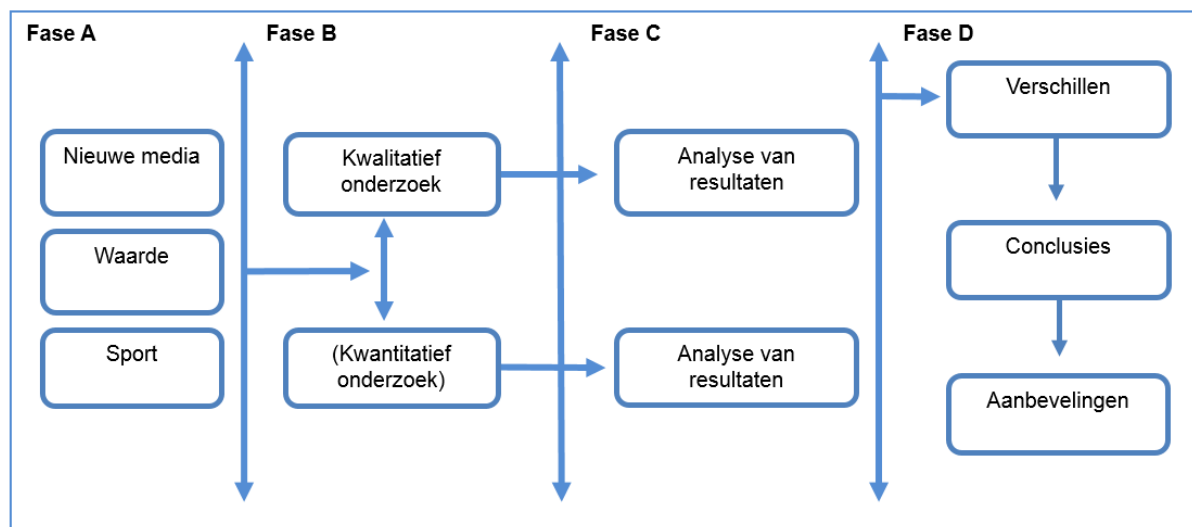 Fase A
Nieuwe media
Waarde
Sport
Fase B
Kwalitatief
onderzoek
(Kwantitatief
onderzoek)
Fase C
Analyse van
resultaten
Analyse van
resultaten
Fase D
Verschillen
Conclusies
Aanbevelingen